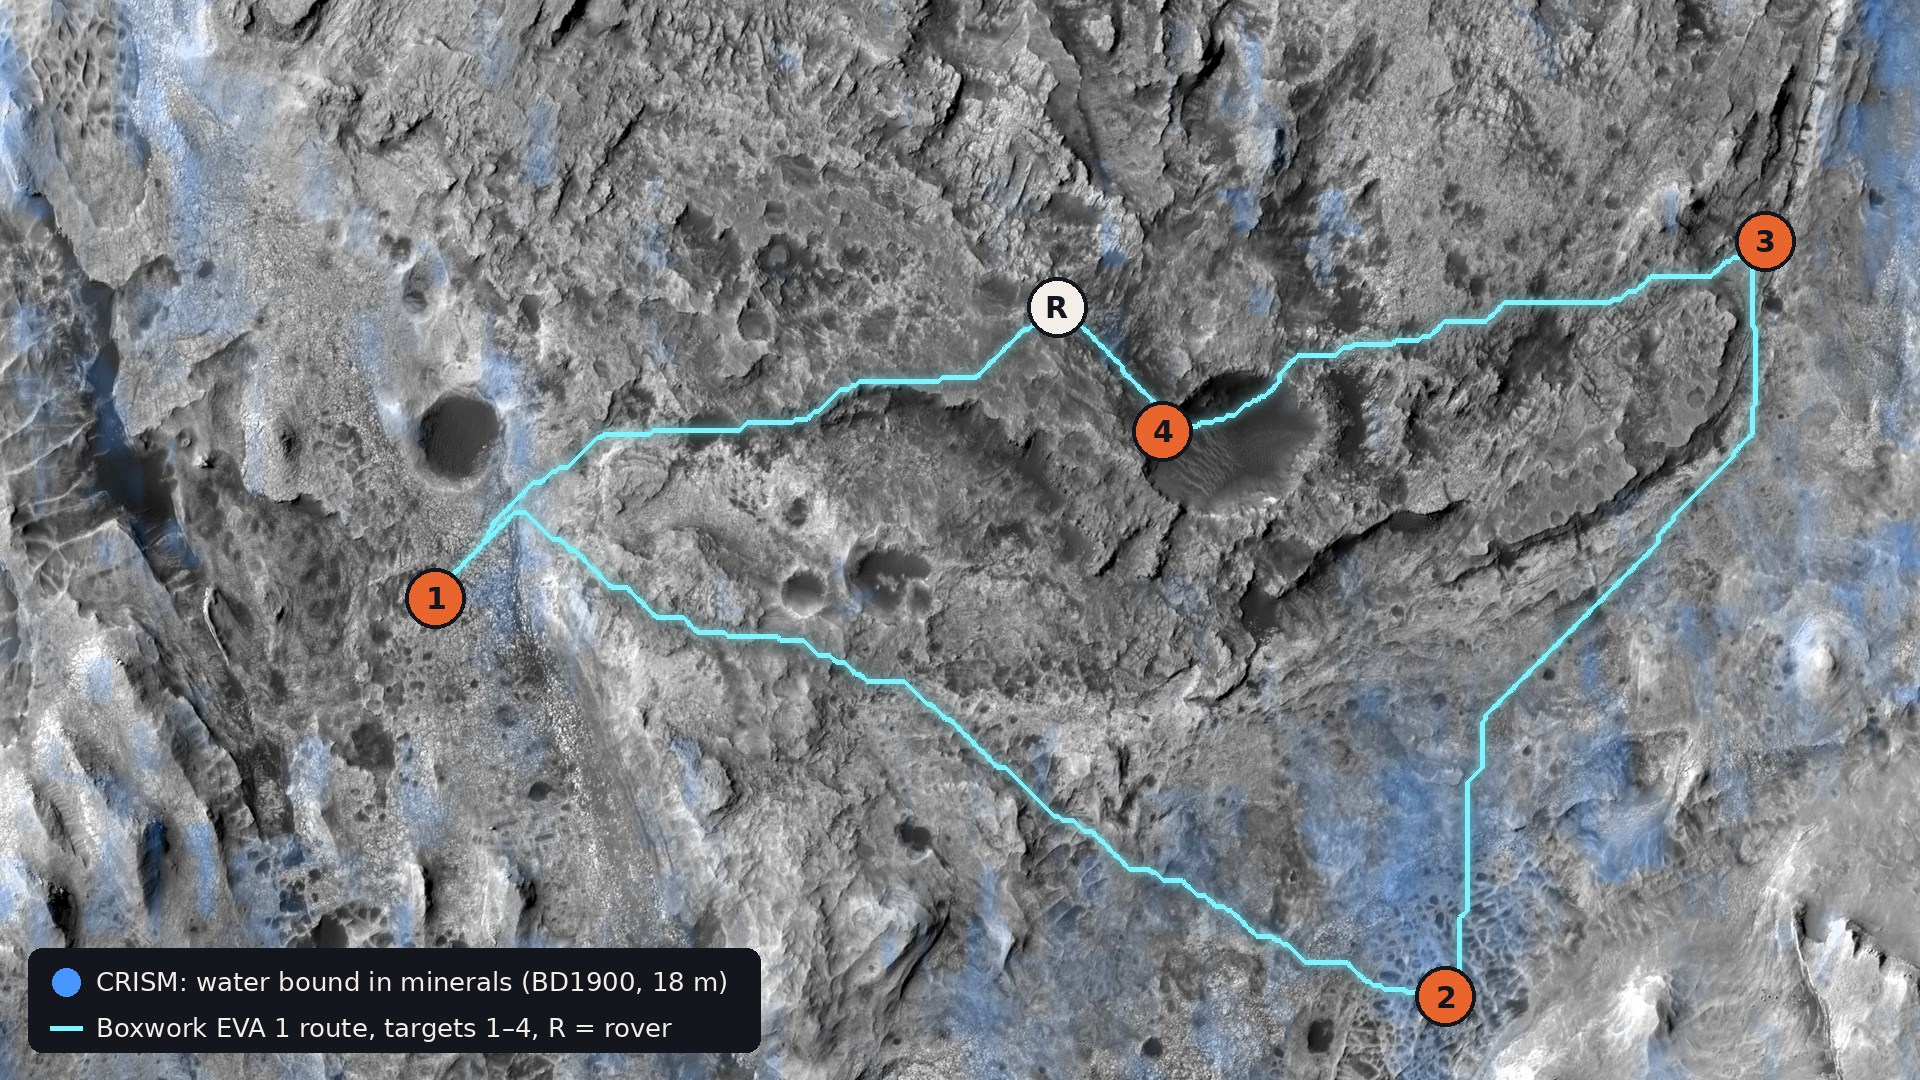 3
R
4
1
2
CRISM: water bound in minerals (BD1900, 18 m)
Boxwork EVA 1 route, targets 1–4, R = rover